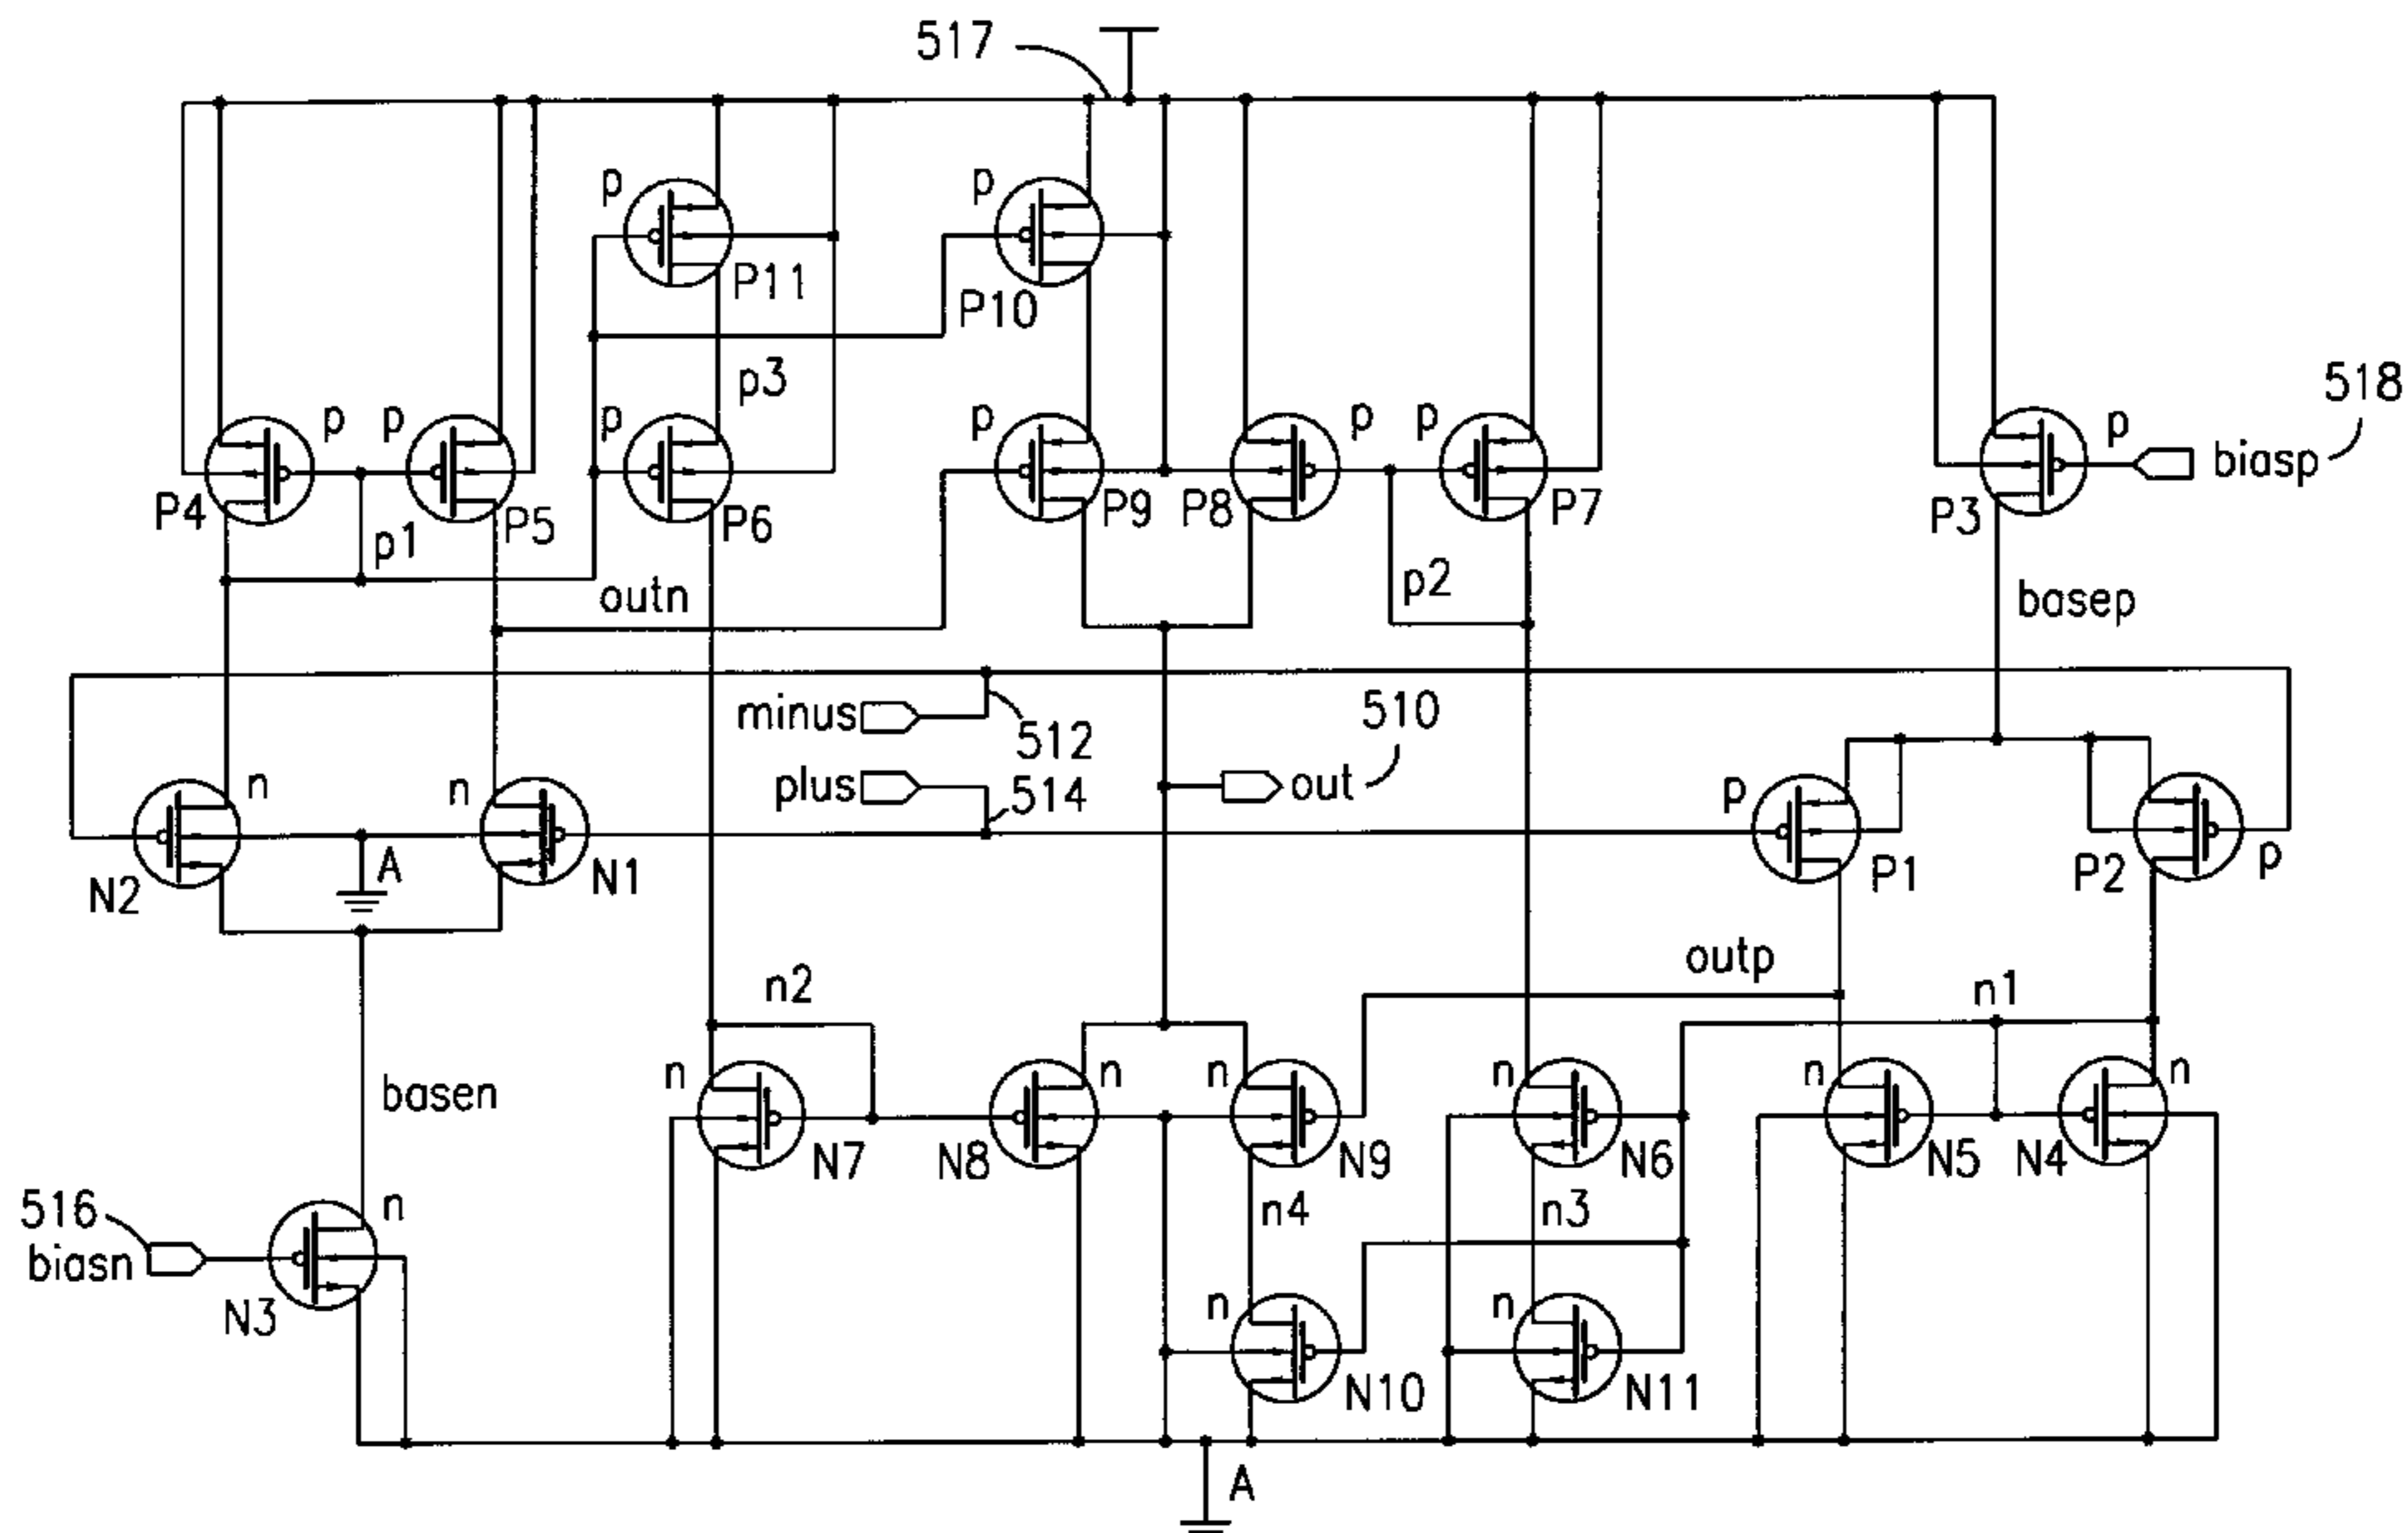 517
p p
P11 P10
p3
518
p p p p p p p
biasp
P4 P5 P6 P9 P8 P7 P3
p1
outn p2 basep
minus 512 510
plus 514 out
n n p
A N1 P1 P2 p
N2
outp
n2 n1
n n n n n n
basen
N7 N8 N9 N6 N5 N4
516 n n4 n3
biasn
N3 n n
N10 N11
A